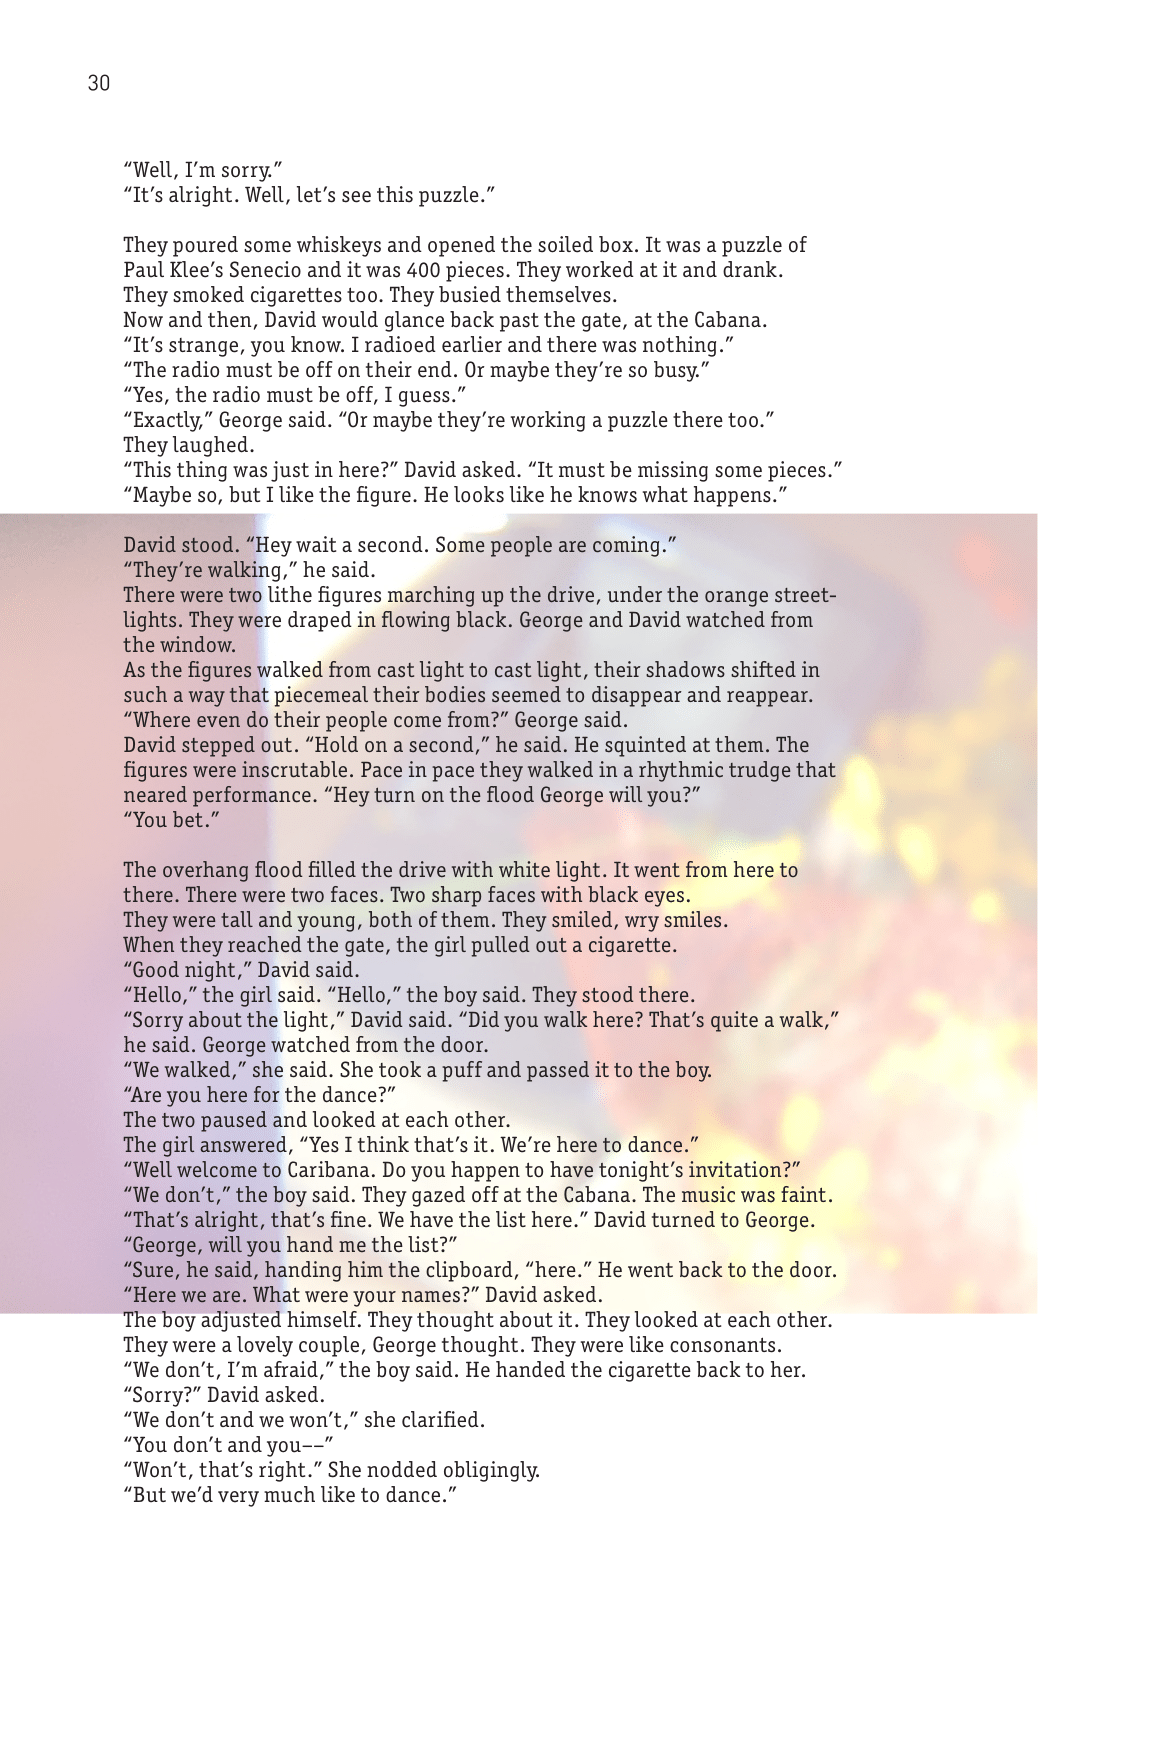 30
“Well, I’m sorry.”
“It’s alright. Well, let’s see this puzzle.”
They poured some whiskeys and opened the soiled box. It was a puzzle of
Paul Klee’s Senecio and it was 400 pieces. They worked at it and drank.
They smoked cigarettes too. They busied themselves.
Now and then, David would glance back past the gate, at the Cabana.
“It’s strange, you know. I radioed earlier and there was nothing.”
“The radio must be off on their end. Or maybe they’re so busy.”
“Yes, the radio must be off, I guess.”
“Exactly,” George said. “Or maybe they’re working a puzzle there too.”
They laughed.
“This thing was just in here?” David asked. “It must be missing some pieces.”
“Maybe so, but I like the figure. He looks like he knows what happens.”
David stood. “Hey wait a second. Some people are coming.”
“They’re walking,” he said.
There were two lithe figures marching up the drive, under the orange street-
lights. They were draped in flowing black. George and David watched from
the window.
As the figures walked from cast light to cast light, their shadows shifted in
such a way that piecemeal their bodies seemed to disappear and reappear.
“Where even do their people come from?” George said.
David stepped out. “Hold on a second,” he said. He squinted at them. The
figures were inscrutable. Pace in pace they walked in a rhythmic trudge that
neared performance. “Hey turn on the flood George will you?”
“You bet.”
The overhang flood filled the drive with white light. It went from here to
there. There were two faces. Two sharp faces with black eyes.
They were tall and young, both of them. They smiled, wry smiles.
When they reached the gate, the girl pulled out a cigarette.
“Good night,” David said.
“Hello,” the girl said. “Hello,” the boy said. They stood there.
“Sorry about the light,” David said. “Did you walk here? That’s quite a walk,”
he said. George watched from the door.
“We walked,” she said. She took a puff and passed it to the boy.
“Are you here for the dance?”
The two paused and looked at each other.
The girl answered, “Yes I think that’s it. We’re here to dance.”
“Well welcome to Caribana. Do you happen to have tonight’s invitation?”
“We don’t,” the boy said. They gazed off at the Cabana. The music was faint.
“That’s alright, that’s fine. We have the list here.” David turned to George.
“George, will you hand me the list?”
“Sure, he said, handing him the clipboard, “here.” He went back to the door.
“Here we are. What were your names?” David asked.
The boy adjusted himself. They thought about it. They looked at each other.
They were a lovely couple, George thought. They were like consonants.
“We don’t, I’m afraid,” the boy said. He handed the cigarette back to her.
“Sorry?” David asked.
“We don’t and we won’t,” she clarified.
“You don’t and you––”
“Won’t, that’s right.” She nodded obligingly.
“But we’d very much like to dance.”